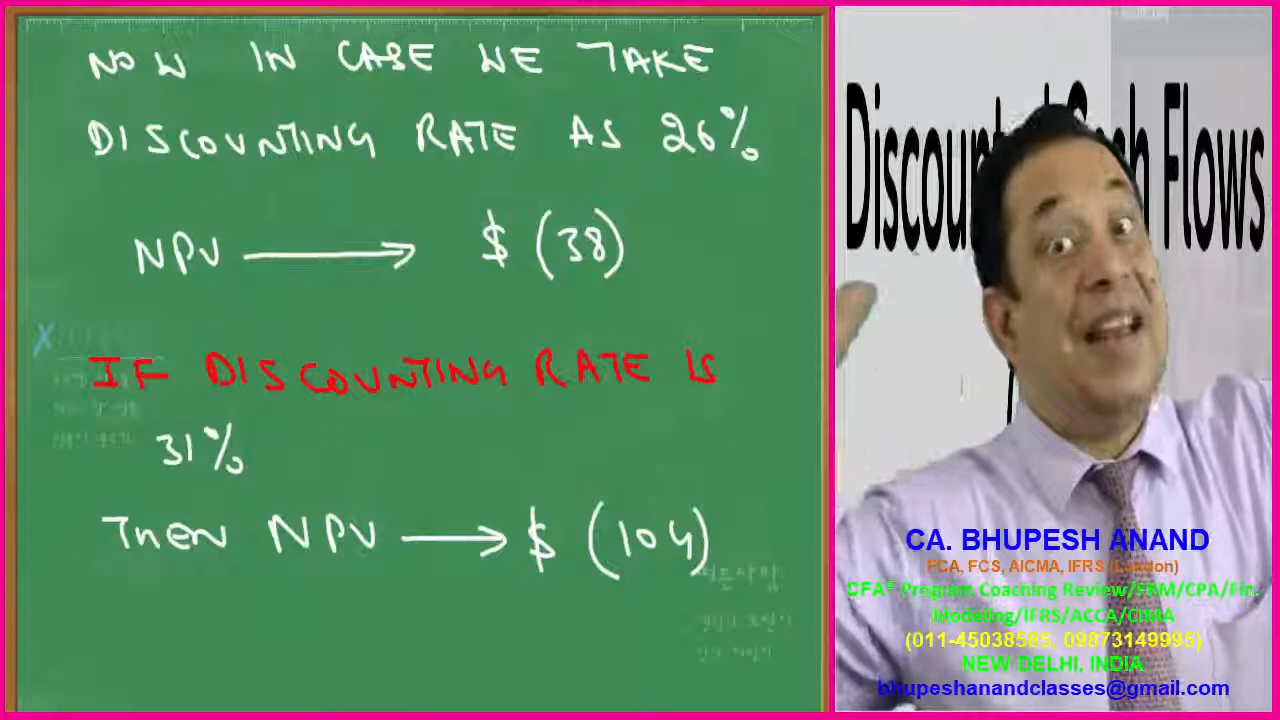 NOW IN CASE WE TAKE
DISCOUNTING RATE AS 26%
NPV → $ (38)
IF DISCOUNTING RATE IS
31%
Then NPV → $ (104)
Flows
CA. BHUPESH ANAND
FCA, FCS, AICMA, IFRS (London)
CFA® Program Coaching Review/FRM/CPA/Fin.
Modeling/IFRS/ACCA/CIMA
(011-45038585, 09873149995)
NEW DELHI. INDIA
bhupeshanandclasses@gmail.com